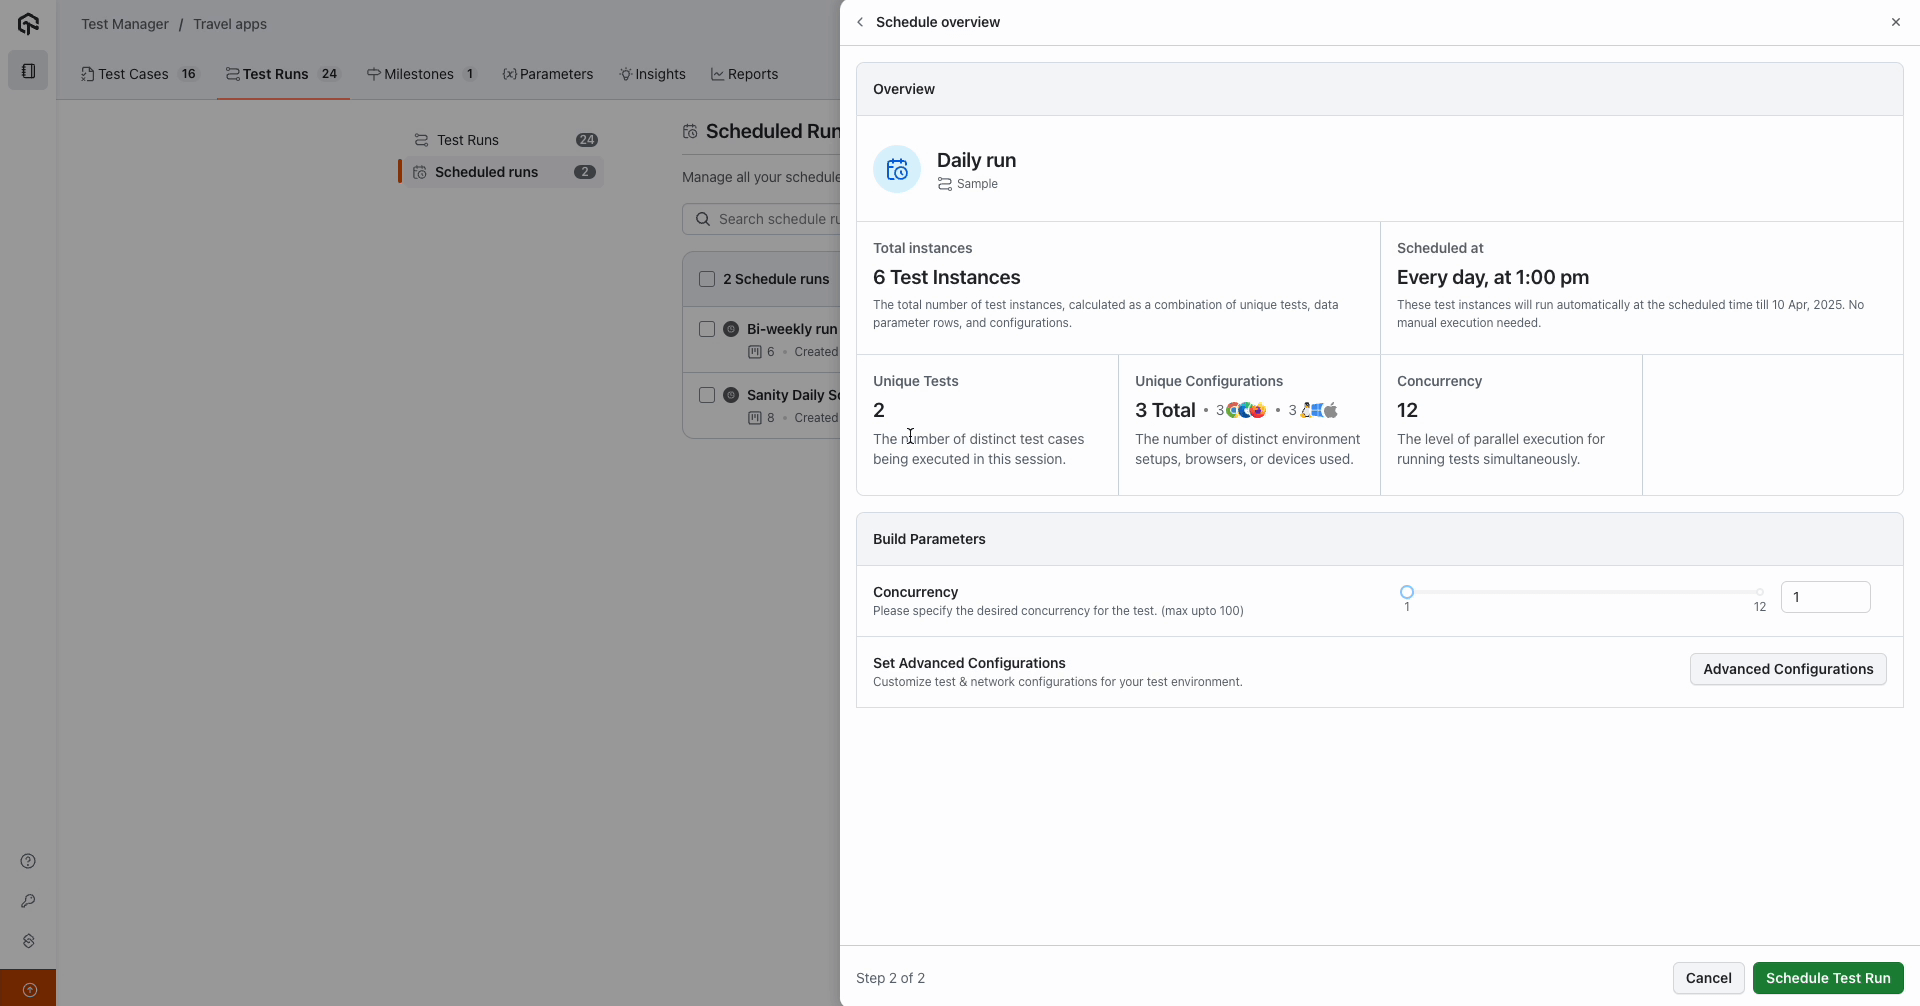 Test Manager / Travel apps
Test Cases 16
Test Runs 24
Milestones 1
{x} Parameters
Insights
Reports
Test Runs 24
Scheduled runs 2
Scheduled Run
Manage all your schedule
Search schedule ru
2 Schedule runs
Bi-weekly run
6 • Created
Sanity Daily Sc
8 • Created
Schedule overview
Overview
Daily run
Sample
Total instances
6 Test Instances
The total number of test instances, calculated as a combination of unique tests, data
parameter rows, and configurations.
Scheduled at
Every day, at 1:00 pm
These test instances will run automatically at the scheduled time till 10 Apr, 2025. No
manual execution needed.
Unique Tests
2
The number of distinct test cases
being executed in this session.
Unique Configurations
3 Total • 3 • 3
The number of distinct environment
setups, browsers, or devices used.
Concurrency
12
The level of parallel execution for
running tests simultaneously.
Build Parameters
Concurrency
Please specify the desired concurrency for the test. (max upto 100)
1
12
1
Set Advanced Configurations
Customize test & network configurations for your test environment.
Advanced Configurations
Step 2 of 2
Cancel
Schedule Test Run